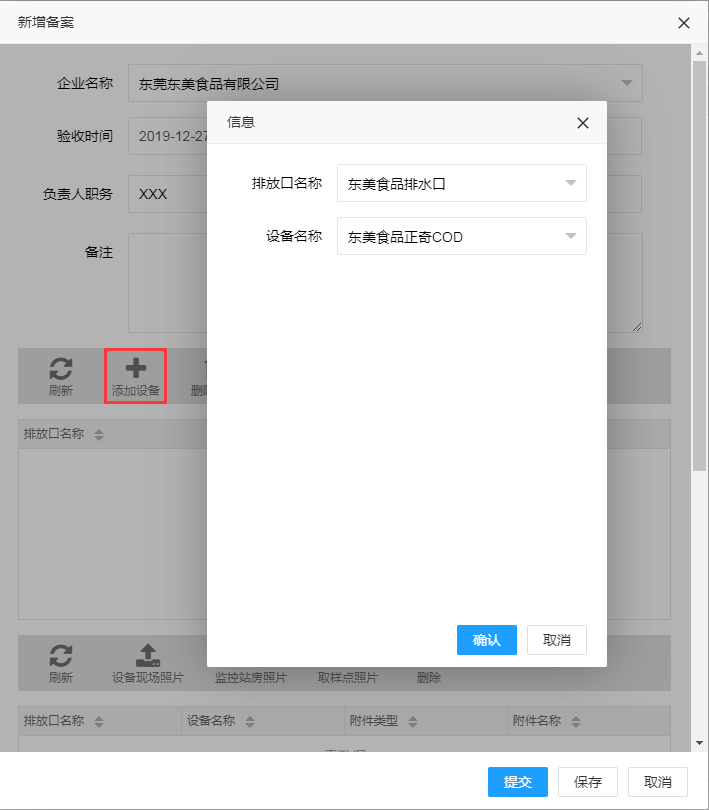 新增备案
企业名称 东莞东美食品有限公司
信息
验收时间 2019-12-27
排放口名称 东美食品排水口
负责人职务 XXX
设备名称 东美食品正奇COD
备注
刷新 添加设备
排放口名称
确认 取消
刷新 设备现场照片 监控站房照片 取样点照片 删除
排放口名称 设备名称 附件类型 附件名称
提交 保存 取消